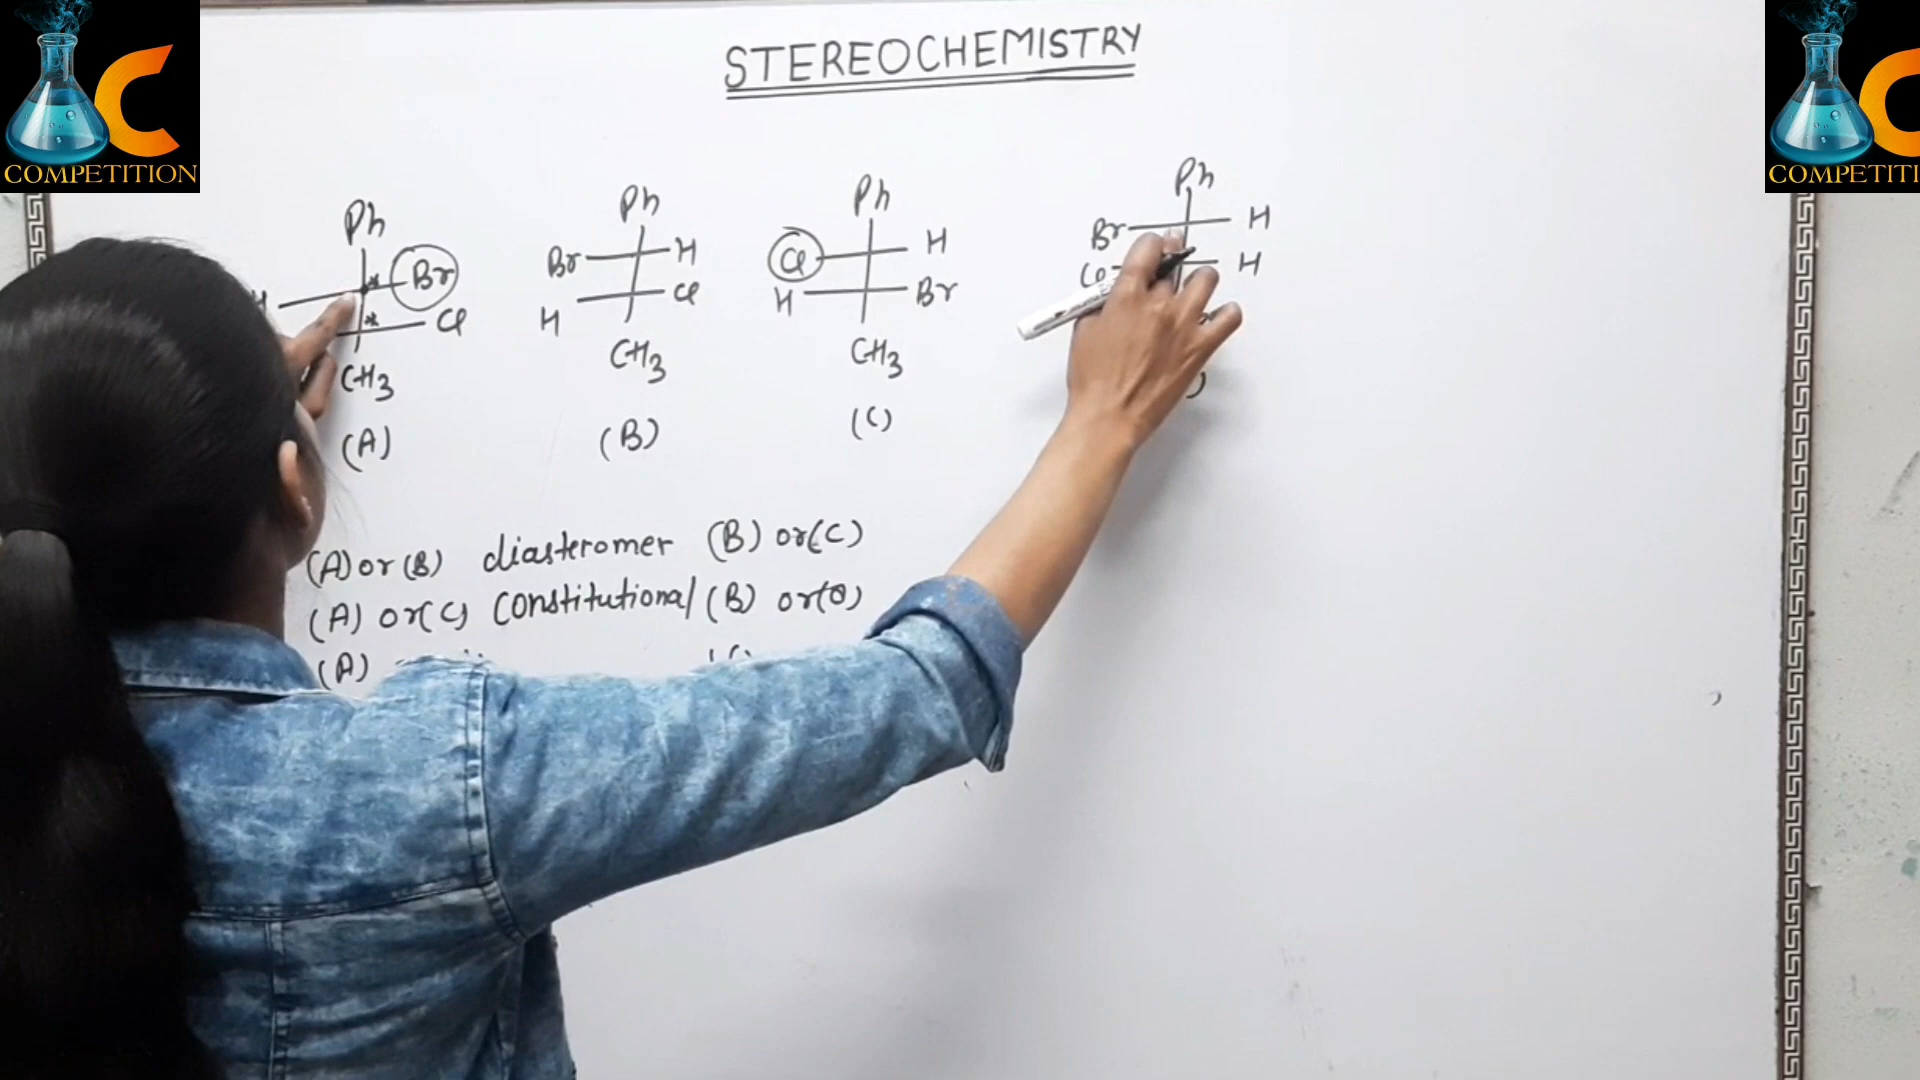 C
COMPETITION
STEREOCHEMISTRY
C
COMPETITI
Ph
Br
Cl
CH3
(A)
Ph
Br H
H Cl
CH3
(B)
Ph
Cl H
H Br
CH3
(C)
Ph
Br H
Cl H
(A) or (B) diasteromer (B) or (C)
(A) or (C) constitutional (B) or (D)
(A)